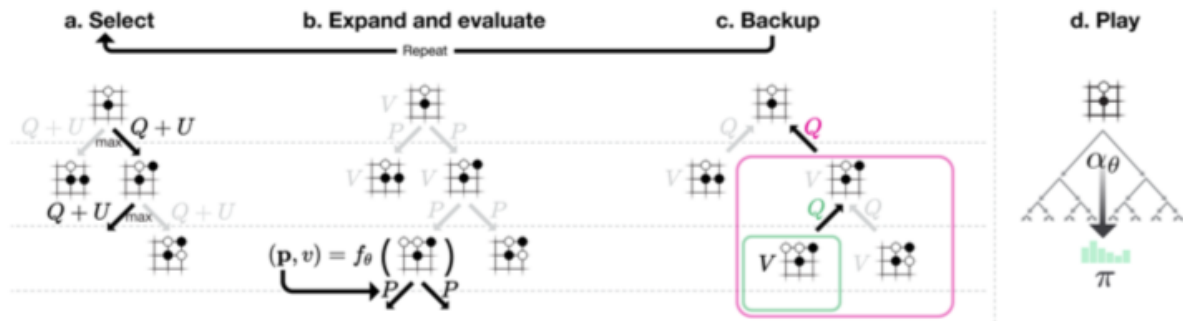 a. Select
b. Expand and evaluate
c. Backup
d. Play
Repeat
Q + U
max
Q + U
Q + U
max
Q + U
V
P
P
V
V
P
P
(p, v) = fθ ( )
P
P
Q
Q
V
V
Q
Q
V
V
αθ
π